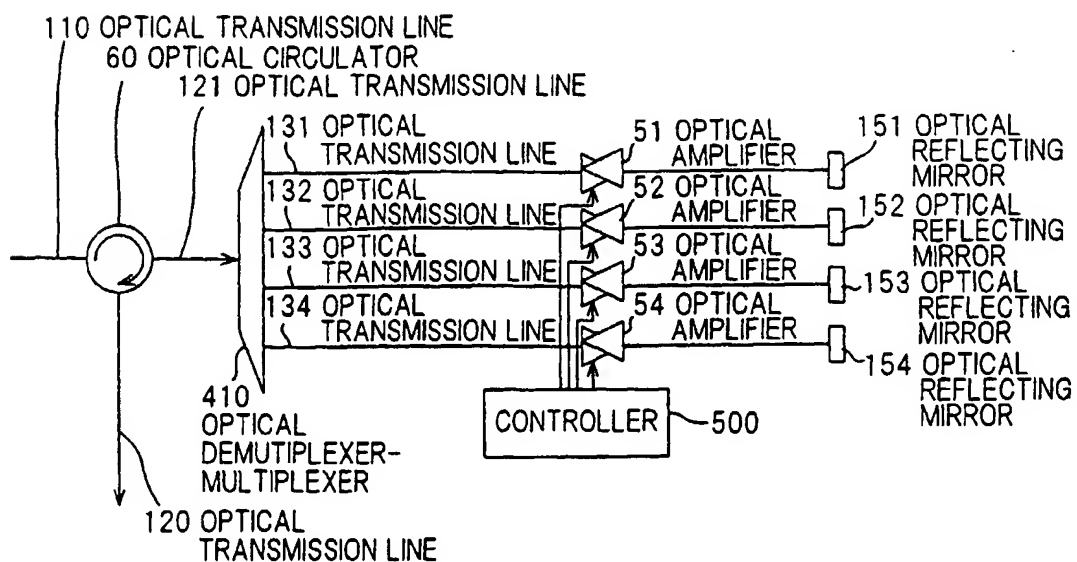 110 OPTICAL TRANSMISSION LINE
60 OPTICAL CIRCULATOR
121 OPTICAL TRANSMISSION LINE
131 OPTICAL
TRANSMISSION LINE
51 OPTICAL
AMPLIFIER
151 OPTICAL
REFLECTING
MIRROR
132 OPTICAL
TRANSMISSION LINE
52 OPTICAL
AMPLIFIER
152 OPTICAL
REFLECTING
MIRROR
133 OPTICAL
TRANSMISSION LINE
53 OPTICAL
AMPLIFIER
153 OPTICAL
REFLECTING
MIRROR
134 OPTICAL
TRANSMISSION LINE
54 OPTICAL
AMPLIFIER
154 OPTICAL
REFLECTING
MIRROR
410
OPTICAL
DEMUTIPLEXER-
MULTIPLEXER
CONTROLLER
500
120 OPTICAL
TRANSMISSION LINE